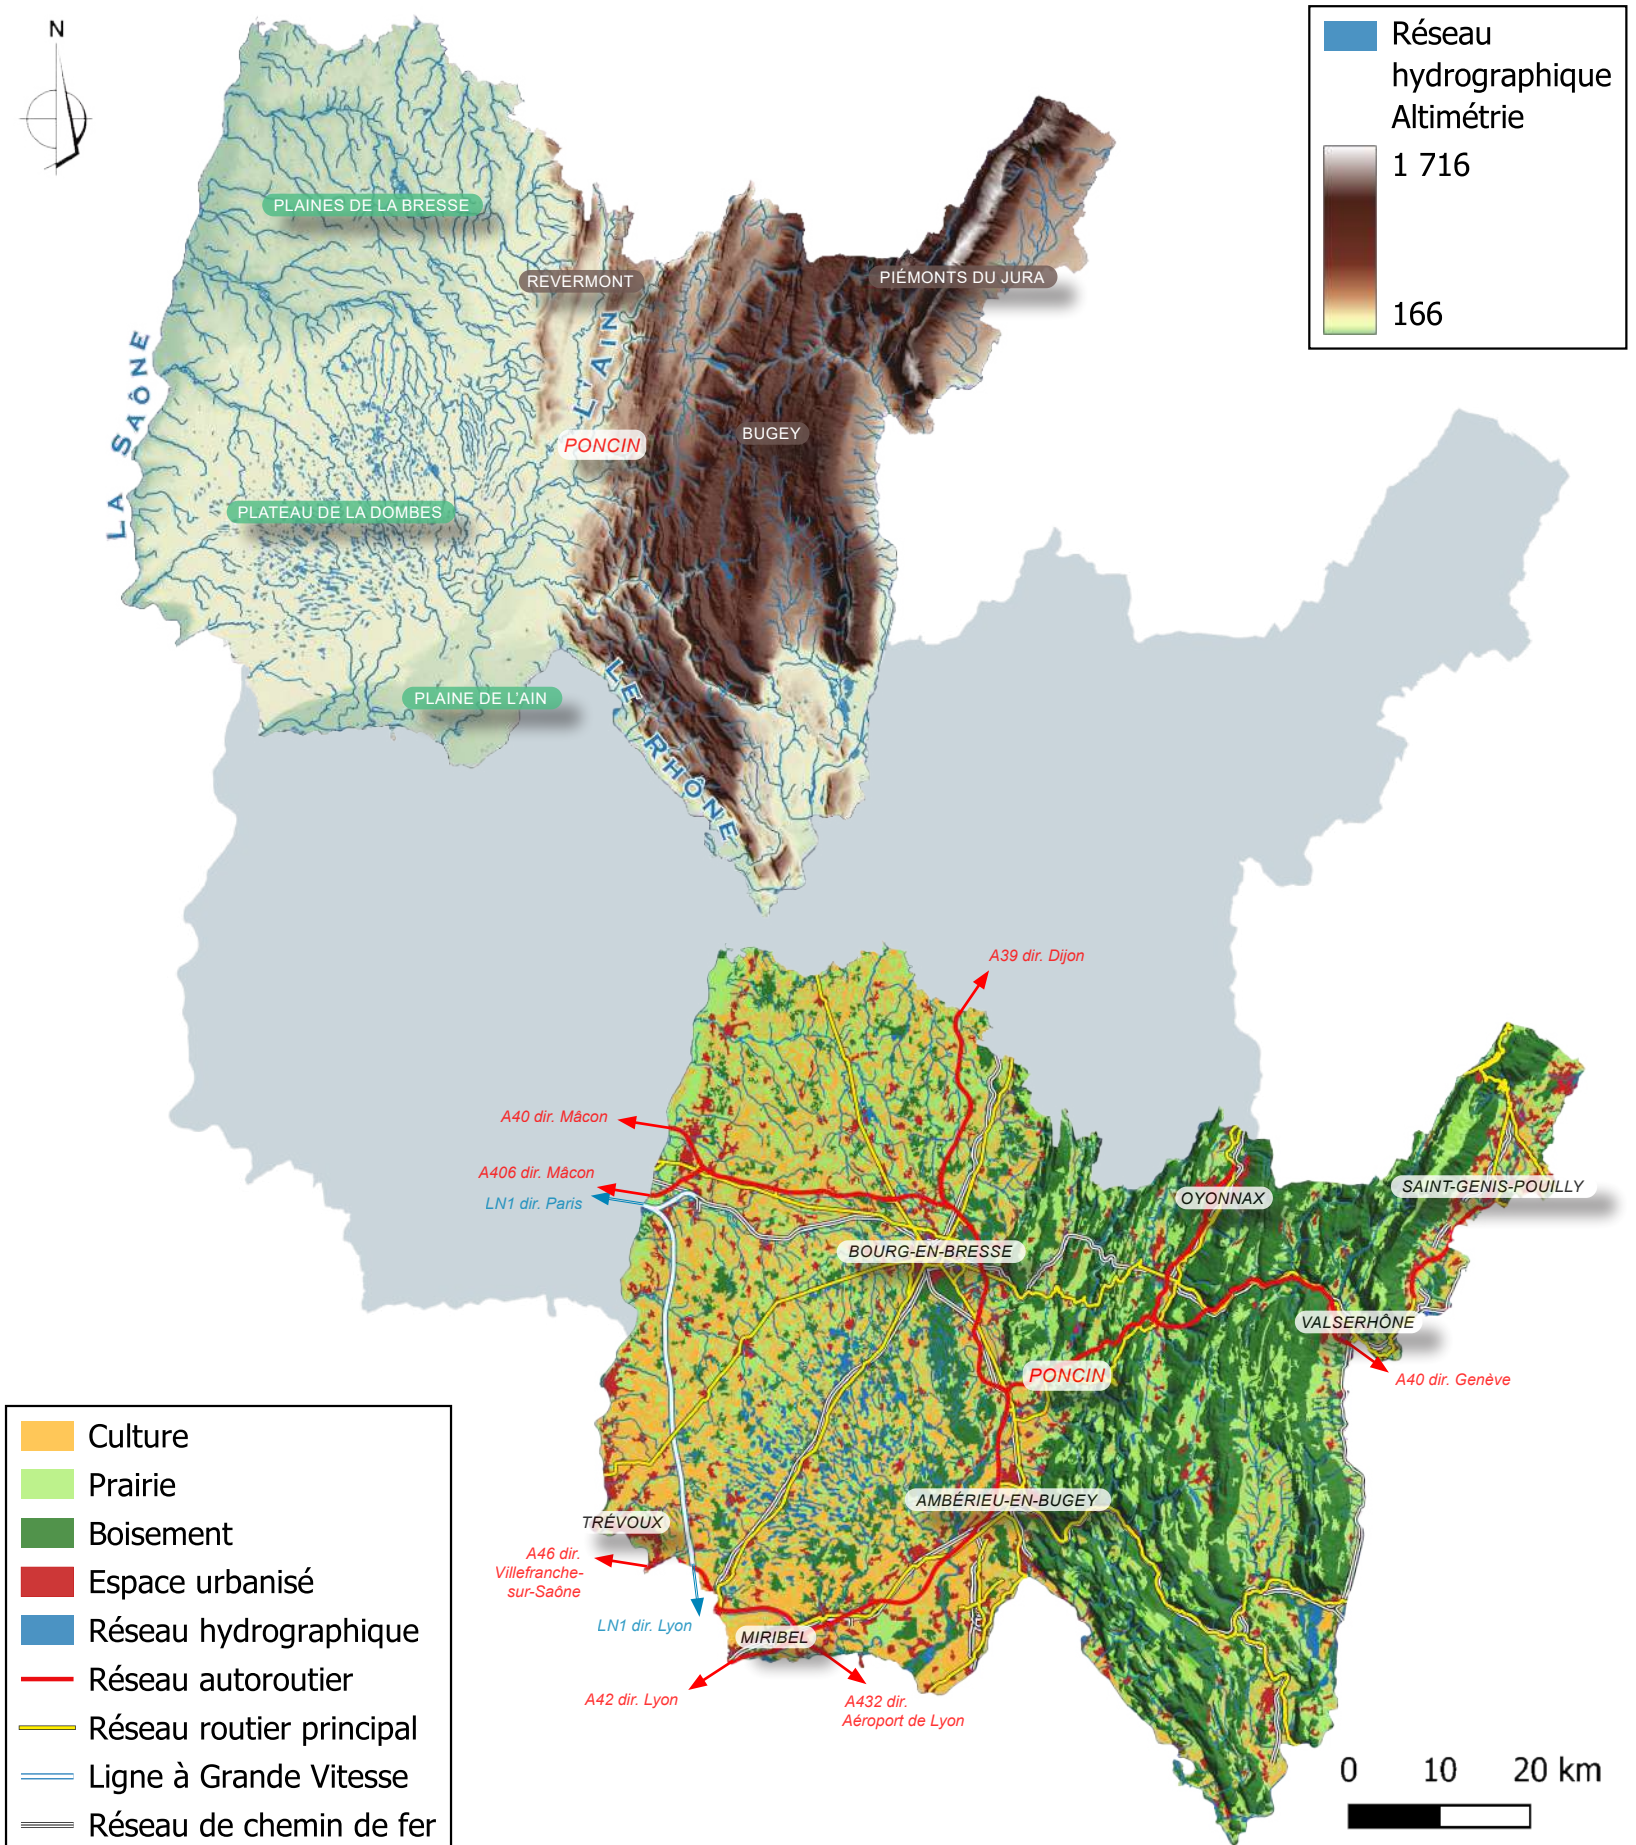 N
Réseau
hydrographique
Altimétrie
1 716
166
PLAINES DE LA BRESSE
REVERMONT
PIÉMONTS DU JURA
L'AIN
LA SAÔNE
PONCIN
BUGEY
PLATEAU DE LA DOMBES
PLAINE DE L'AIN
LE RHÔNE
A39 dir. Dijon
A40 dir. Mâcon
A406 dir. Mâcon
LN1 dir. Paris
OYONNAX
SAINT-GENIS-POUILLY
BOURG-EN-BRESSE
VALSERHÔNE
PONCIN
A40 dir. Genève
AMBÉRIEU-EN-BUGEY
TRÉVOUX
A46 dir.
Villefranche-
sur-Saône
LN1 dir. Lyon
MIRIBEL
A42 dir. Lyon
A432 dir.
Aéroport de Lyon
Culture
Prairie
Boisement
Espace urbanisé
Réseau hydrographique
Réseau autoroutier
Réseau routier principal
Ligne à Grande Vitesse
Réseau de chemin de fer
0 10 20 km